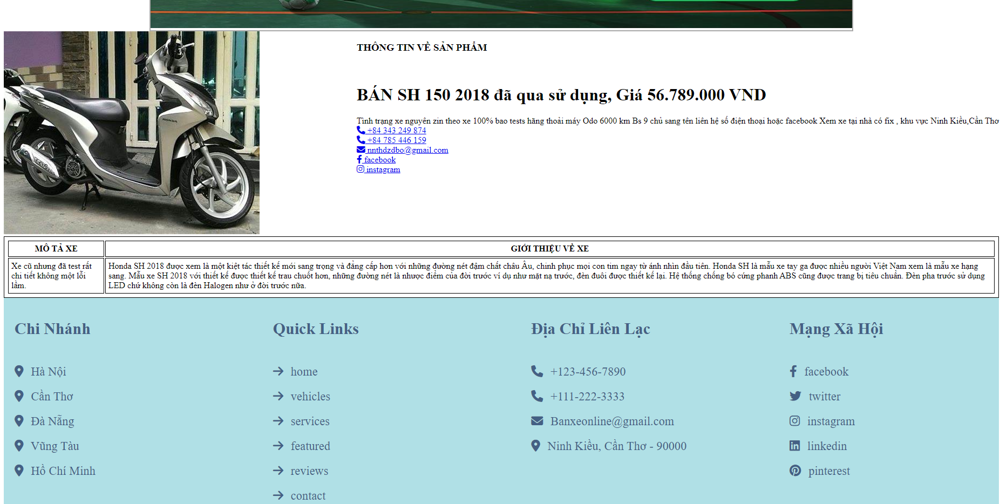 HONDA
THÔNG TIN VỀ SẢN PHẨM
BÁN SH 150 2018 đã qua sử dụng, Giá 56.789.000 VND
Tình trạng xe nguyên zin theo xe 100% bao tests hãng thoải máy Odo 6000 km Bs 9 chủ sang tên liên hệ số điện thoại hoặc facebook Xem xe tại nhà có fix , khu vực Ninh Kiều,Cần Thơ
+84 343 249 874
+84 785 446 159
nnthdzdbo@gmail.com
facebook
instagram
MÔ TẢ XE
GIỚI THIỆU VỀ XE
Xe cũ nhưng đã test rất
chi tiết không một lỗi
lầm.
Honda SH 2018 được xem là một kiệt tác thiết kế mới sang trọng và đẳng cấp hơn với những đường nét đậm chất châu Âu, chinh phục mọi con tim ngay từ ánh nhìn đầu tiên. Honda SH là mẫu xe tay ga được nhiều người Việt Nam xem là mẫu xe hạng
sang. Mẫu xe SH 2018 với thiết kế được thiết kế trau chuốt hơn, những đường nét là nhược điểm của đời trước ví dụ như mặt nạ trước, đèn đuôi được thiết kế lại. Hệ thống chống bó cứng phanh ABS cũng được trang bị tiêu chuẩn. Đèn pha trước sử dụng
LED chứ không còn là đèn Halogen như ở đời trước nữa.
Chi Nhánh
Hà Nội
Cần Thơ
Đà Nẵng
Vũng Tàu
Hồ Chí Minh
Quick Links
home
vehicles
services
featured
reviews
contact
Địa Chỉ Liên Lạc
+123-456-7890
+111-222-3333
Banxeonline@gmail.com
Ninh Kiều, Cần Thơ - 90000
Mạng Xã Hội
facebook
twitter
instagram
linkedin
pinterest